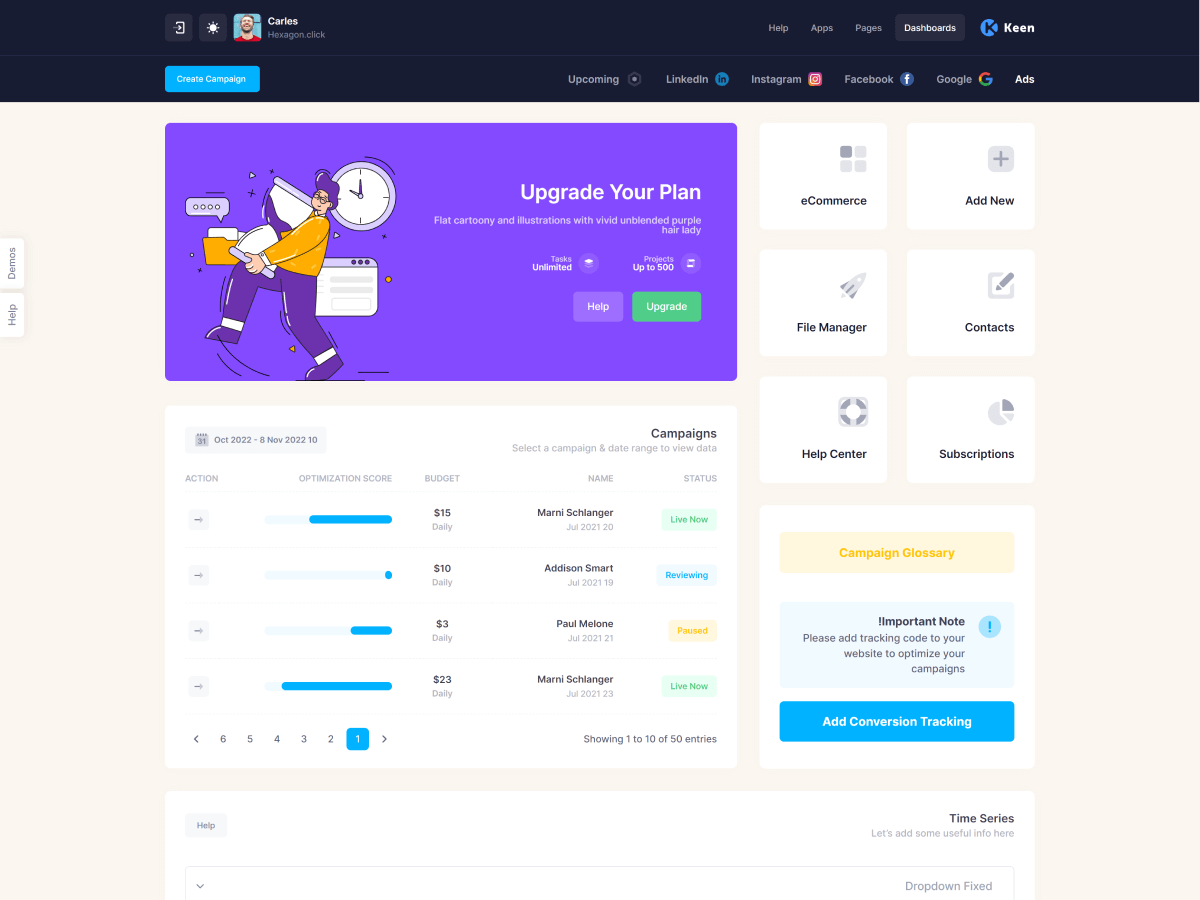 Carles
Hexagon.click
Help
Apps
Pages
Dashboards
Keen
Create Campaign
Upcoming
LinkedIn
in
Instagram
Facebook
f
Google
Ads
Demos
Help
Upgrade Your Plan
Flat cartoony and illustrations with vivid unblended purple
hair lady
Tasks
Unlimited
Projects
Up to 500
Help
Upgrade
eCommerce
Add New
File Manager
Contacts
Help Center
Subscriptions
31
Oct 2022 - 8 Nov 2022 10
Campaigns
Select a campaign & date range to view data
ACTION
OPTIMIZATION SCORE
BUDGET
NAME
STATUS
$15
Daily
Marni Schlanger
Jul 2021 20
Live Now
$10
Daily
Addison Smart
Jul 2021 19
Reviewing
$3
Daily
Paul Melone
Jul 2021 21
Paused
$23
Daily
Marni Schlanger
Jul 2021 23
Live Now
6
5
4
3
2
1
Showing 1 to 10 of 50 entries
Campaign Glossary
!Important Note
!
Please add tracking code to your
website to optimize your
campaigns
Add Conversion Tracking
Help
Time Series
Let's add some useful info here
Dropdown Fixed